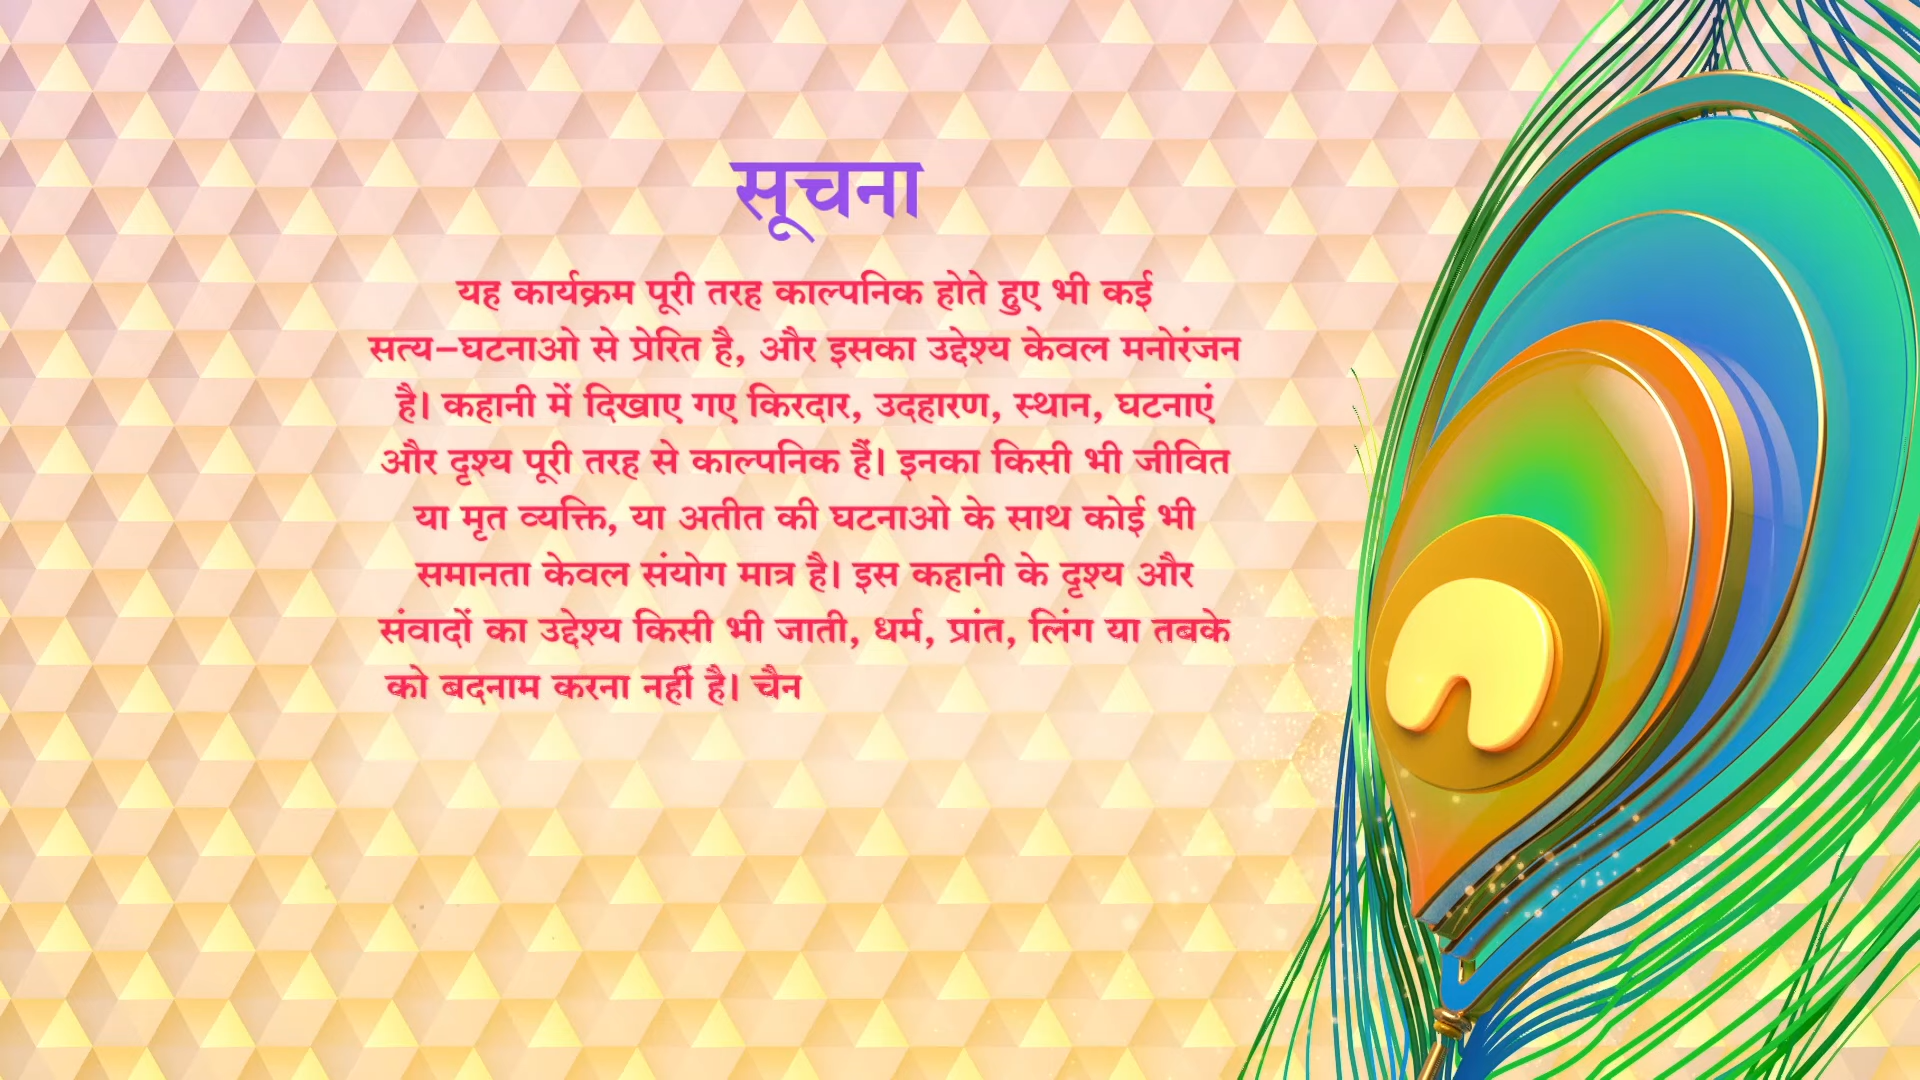 सूचना
यह कार्यक्रम पूरी तरह काल्पनिक होते हुए भी कई
सत्य-घटनाओ से प्रेरित है, और इसका उद्देश्य केवल मनोरंजन
है। कहानी में दिखाए गए किरदार, उदहारण, स्थान, घटनाएं
और दृश्य पूरी तरह से काल्पनिक हैं। इनका किसी भी जीवित
या मृत व्यक्ति, या अतीत की घटनाओ के साथ कोई भी
समानता केवल संयोग मात्र है। इस कहानी के दृश्य और
संवादों का उद्देश्य किसी भी जाती, धर्म, प्रांत, लिंग या तबके
को बदनाम करना नहीं है। चैन